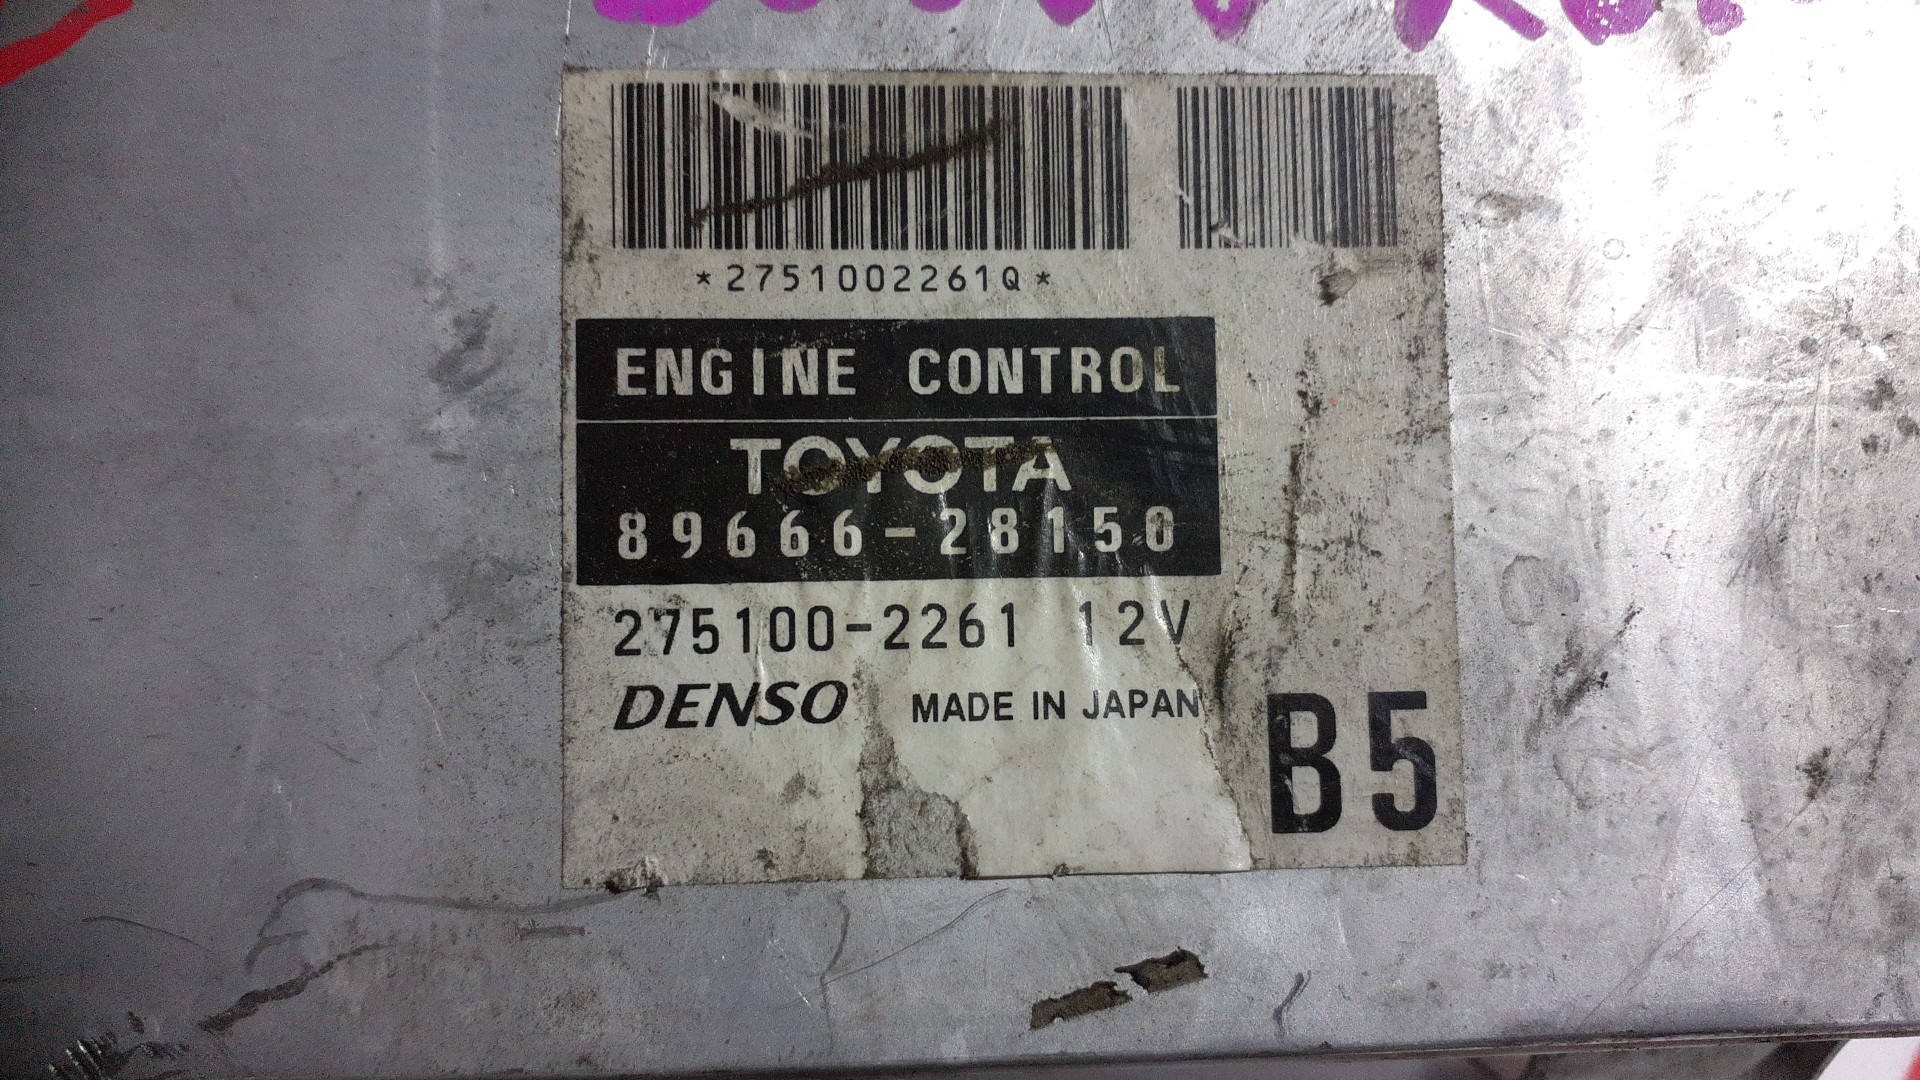 *2751002261Q*
ENGINE CONTROL
TOYOTA
89666-28150
275100-2261 12V
DENSO MADE IN JAPAN
B5